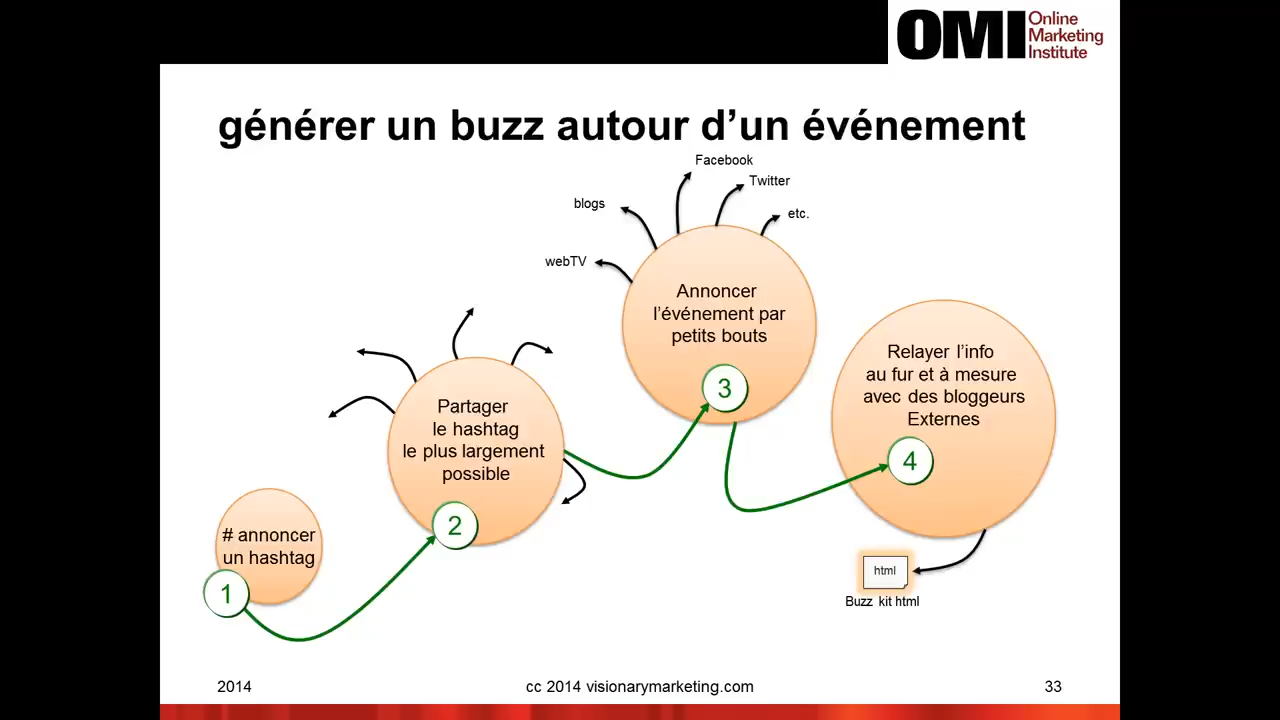 OMI Online
Marketing
Institute
générer un buzz autour d’un événement
# annoncer
un hashtag
1
Partager
le hashtag
le plus largement
possible
2
webTV
blogs
Facebook
Twitter
etc.
Annoncer
l’événement par
petits bouts
3
Relayer l’info
au fur et à mesure
avec des bloggeurs
Externes
4
html
Buzz kit html
2014
cc 2014 visionarymarketing.com
33